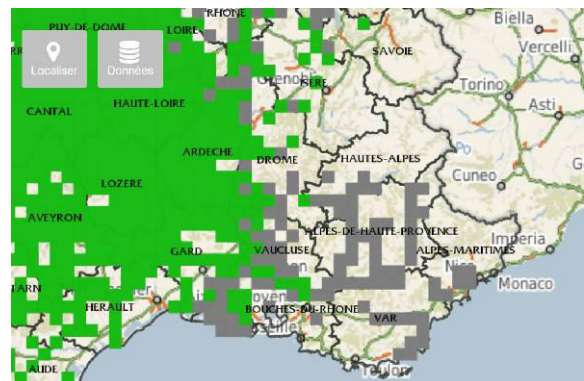 RHONE
PUY-DE-DOME
LOIRE
Biella
SAVOIE
Vercelli
Localiser
Données
ISERE
Torino
Asti
CANTAL
HAUTE-LOIRE
ARDECHE
DROME
HAUTES-ALPES
Po
Cuneo
LOZERE
AVEYRON
ALPES-DE-HAUTE-PROVENCE
Imperia
GARD
VAUCLUSE
ALPES-MARITIMES
Monaco
TARN
HERAULT
BOUCHES-DU-RHONE
VAR
AUDE
Toulon